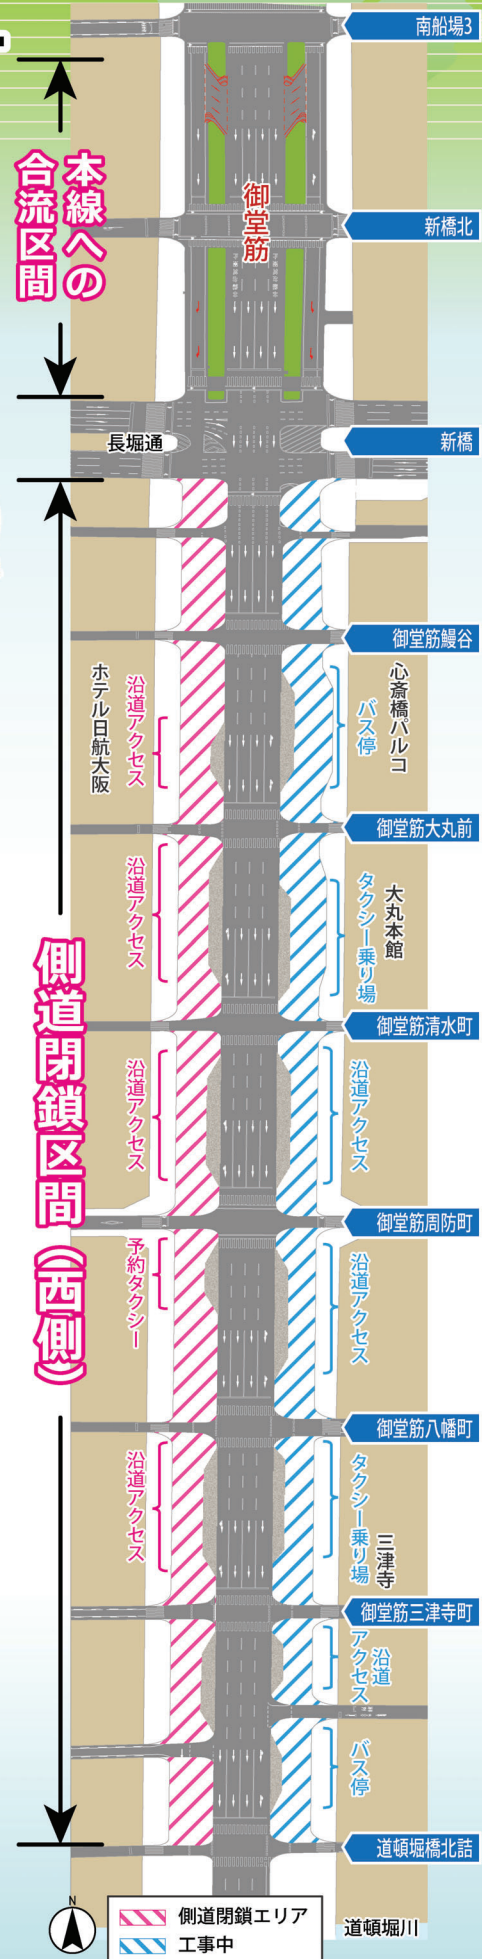 南船場3
本線への
合流区間
御堂筋
新橋北
長堀通
新橋
御堂筋鰻谷
ホテル日航大阪
沿道アクセス
バス停
心斎橋パルコ
御堂筋大丸前
沿道アクセス
タクシー乗り場
大丸本館
御堂筋清水町
側道閉鎖区間(西側)
沿道アクセス
沿道アクセス
御堂筋周防町
予約タクシー
沿道アクセス
御堂筋八幡町
沿道アクセス
タクシー乗り場
三津寺
御堂筋三津寺町
沿道
アクセス
バス停
道頓堀橋北詰
N
側道閉鎖エリア
工事中
道頓堀川